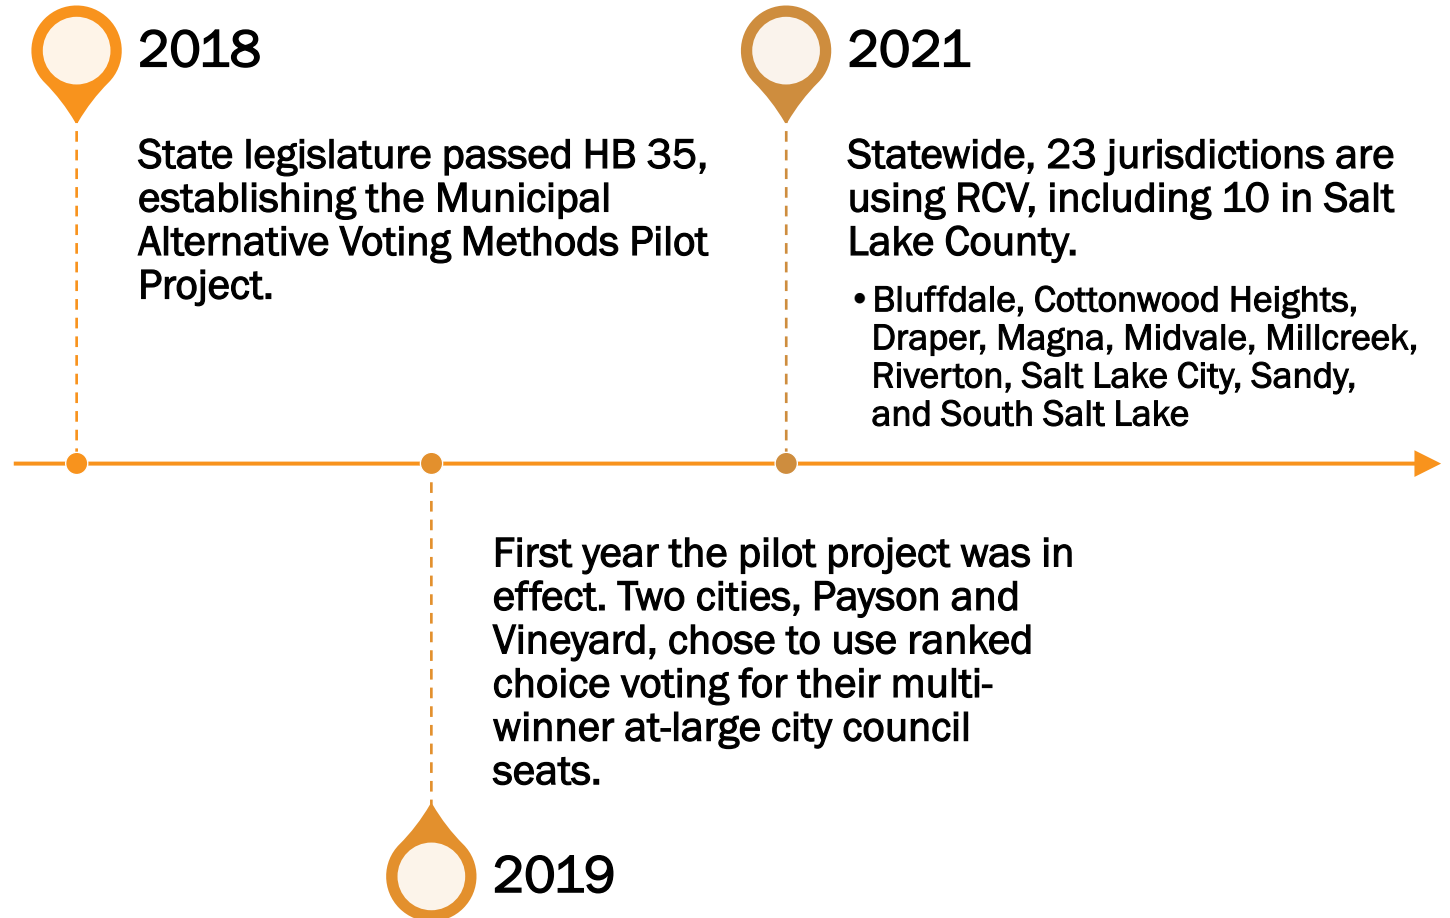 2018
State legislature passed HB 35,
establishing the Municipal
Alternative Voting Methods Pilot
Project.
2021
Statewide, 23 jurisdictions are
using RCV, including 10 in Salt
Lake County.
• Bluffdale, Cottonwood Heights,
Draper, Magna, Midvale, Millcreek,
Riverton, Salt Lake City, Sandy,
and South Salt Lake
First year the pilot project was in
effect. Two cities, Payson and
Vineyard, chose to use ranked
choice voting for their multi-
winner at-large city council
seats.
2019